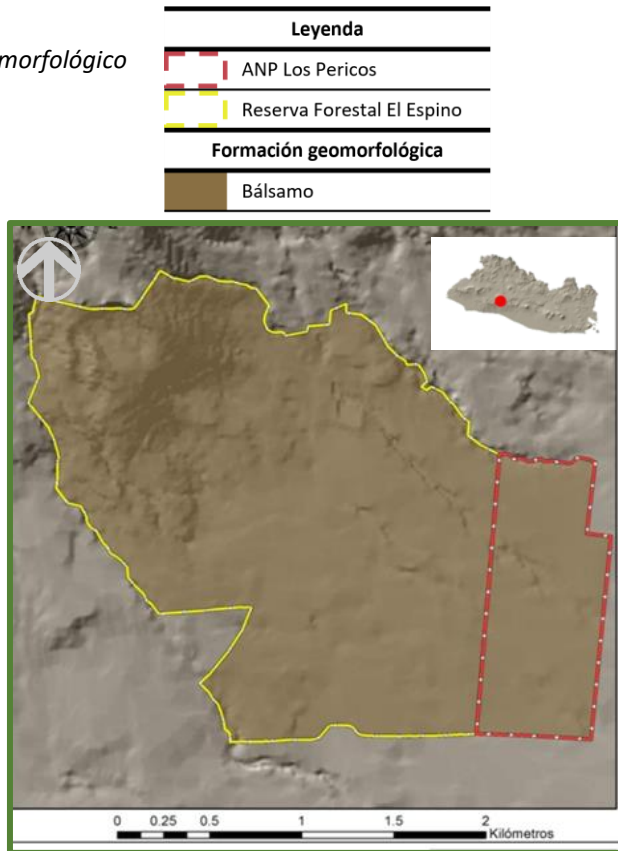 morfológico
Leyenda
ANP Los Pericos
Reserva Forestal El Espino
Formación geomorfológica
Bálsamo
0 0.25 0.5 1 1.5 2
Kilómetros